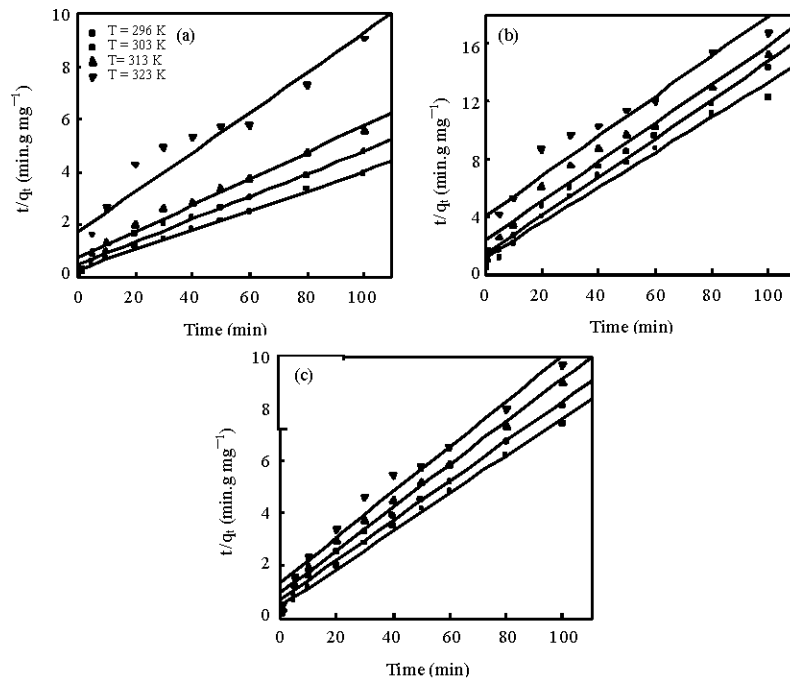 10
(a)
T = 296 K
T = 303 K
T= 313 K
T = 323 K
8
6
4
2
0
t/qt (min.g mg−1)
0 20 40 60 80 100
Time (min)
(b)
16
12
8
4
0
t/qt (min.g mg−1)
0 20 40 60 80 100
Time (min)
10
(c)
8
6
4
2
0
t/qt (min.g mg−1)
0 20 40 60 80 100
Time (min)